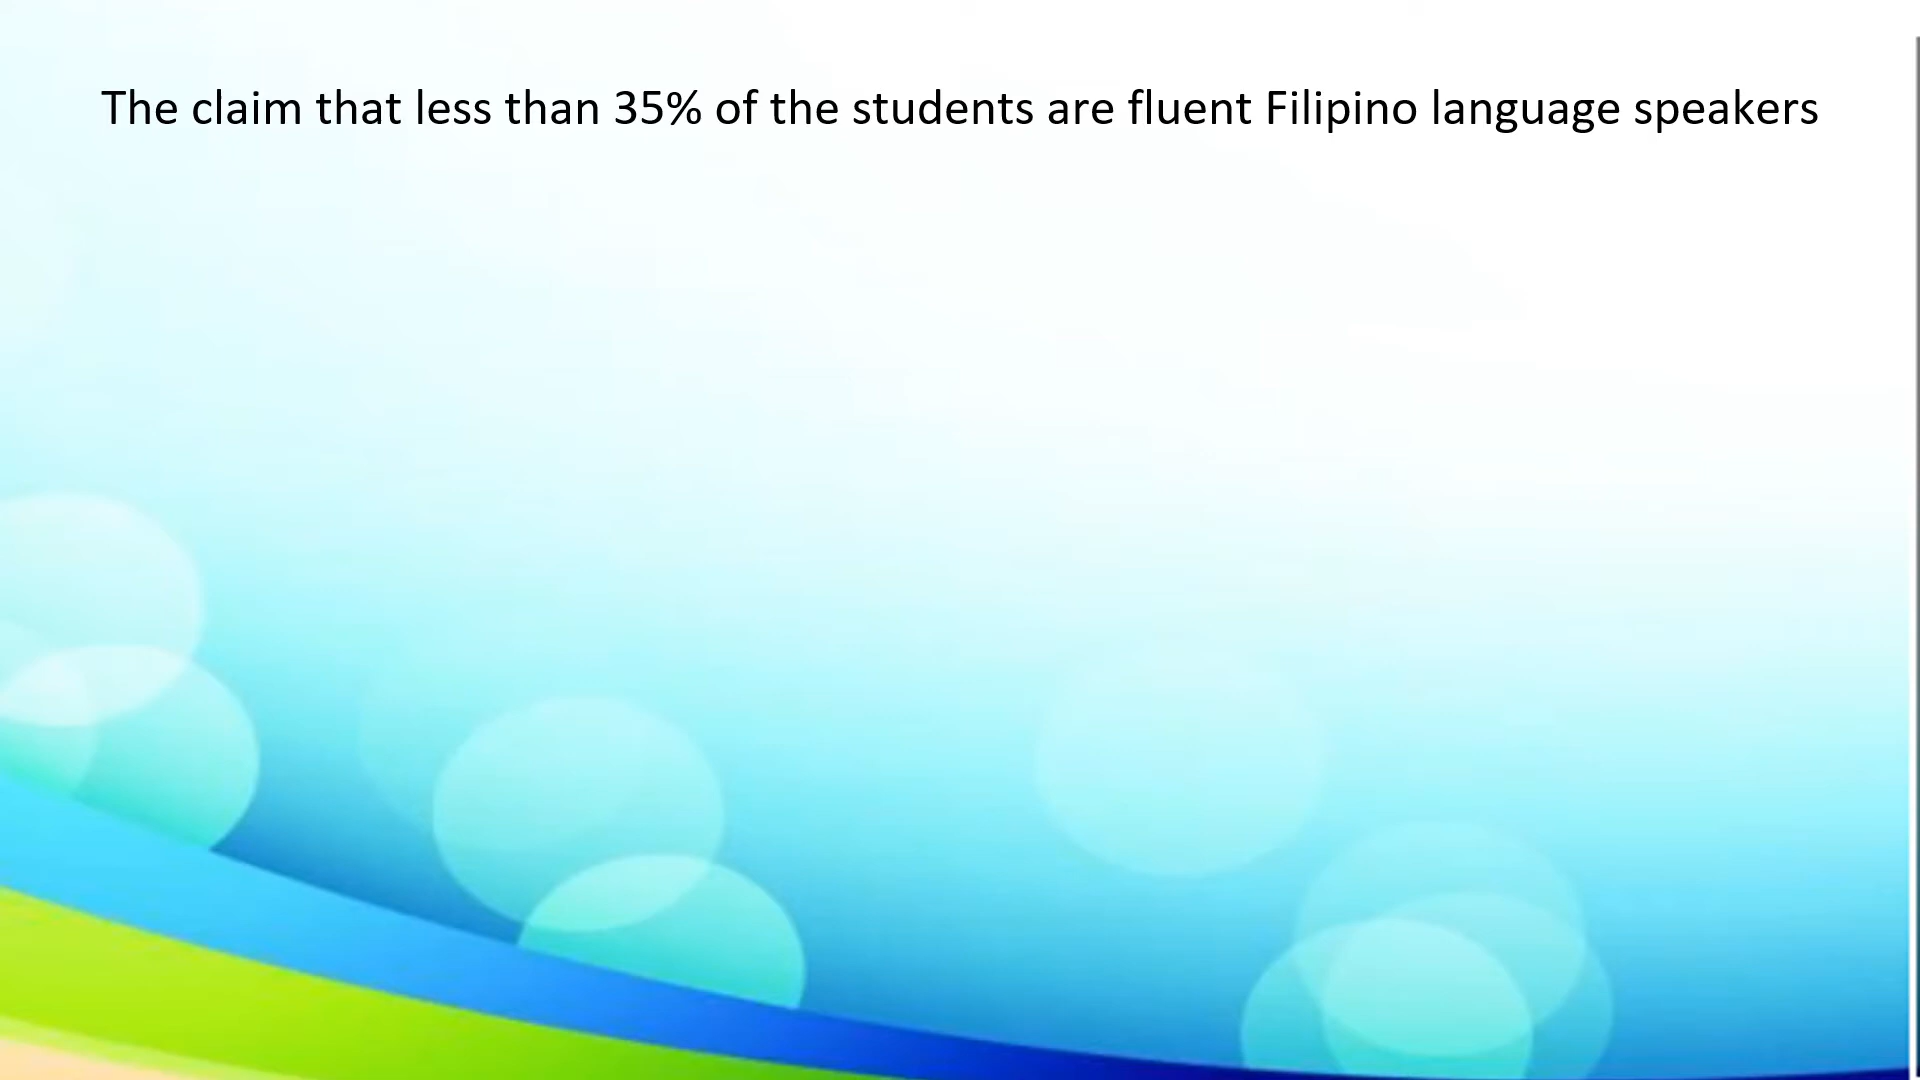 The claim that less than 35% of the students are fluent Filipino language speakers